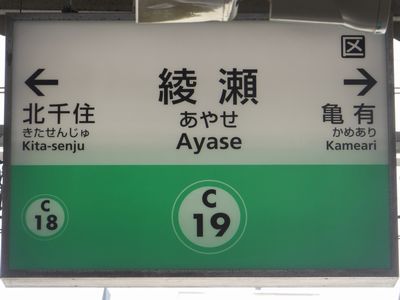 区
← →
綾瀬
あやせ
Ayase
北千住
きたせんじゅ
Kita-senju
亀有
かめあり
Kameari
C
18
C
19